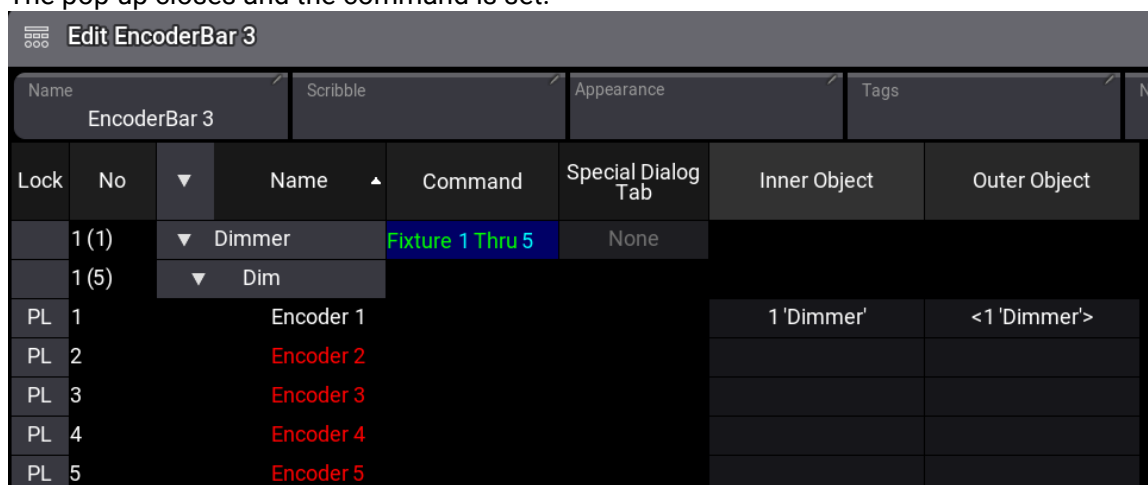 The pop-up closes and the command is set.
Edit EncoderBar 3
Name Scribble Appearance Tags N
EncoderBar 3
Lock No Name Command Special Dialog Tab Inner Object Outer Object
1 (1) Dimmer Fixture 1 Thru 5 None
1 (5) Dim
PL 1 Encoder 1 1 'Dimmer' <1 'Dimmer'>
PL 2 Encoder 2
PL 3 Encoder 3
PL 4 Encoder 4
PL 5 Encoder 5